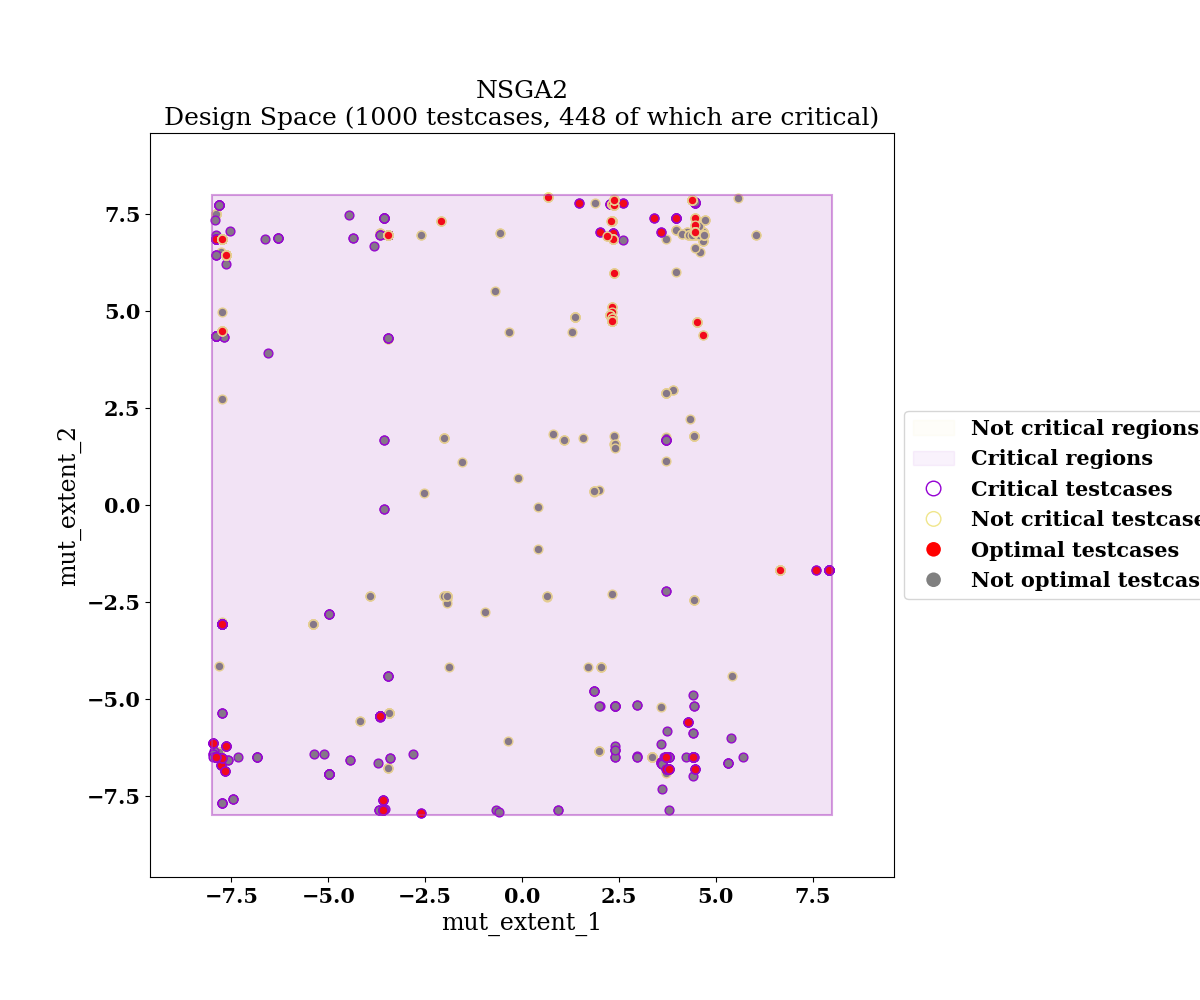 NSGA2
Design Space (1000 testcases, 448 of which are critical)
mut_extent_2
7.5
5.0
2.5
0.0
−2.5
−5.0
−7.5
−7.5
−5.0
−2.5
0.0
2.5
5.0
7.5
mut_extent_1
Not critical regions
Critical regions
Critical testcases
Not critical testcase
Optimal testcases
Not optimal testcas